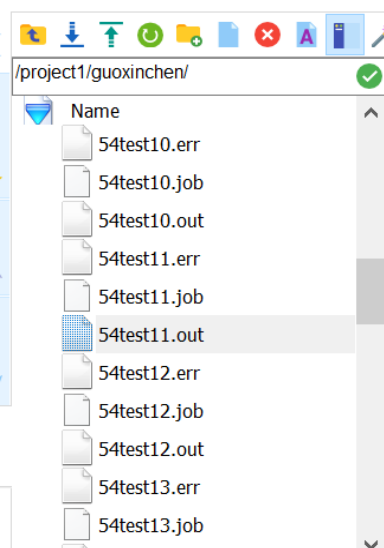 A
/project1/guoxinchen/
Name
54test10.err
54test10.job
54test10.out
54test11.err
54test11.job
54test11.out
54test12.err
54test12.job
54test12.out
54test13.err
54test13.job